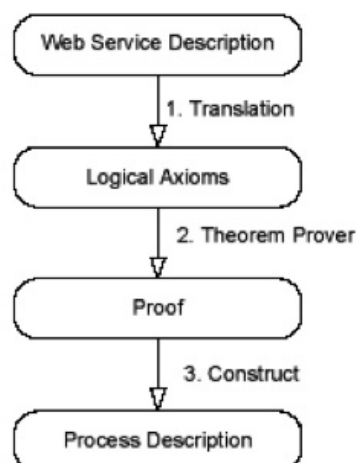 Web Service Description
1. Translation
Logical Axioms
2. Theorem Prover
Proof
3. Construct
Process Description